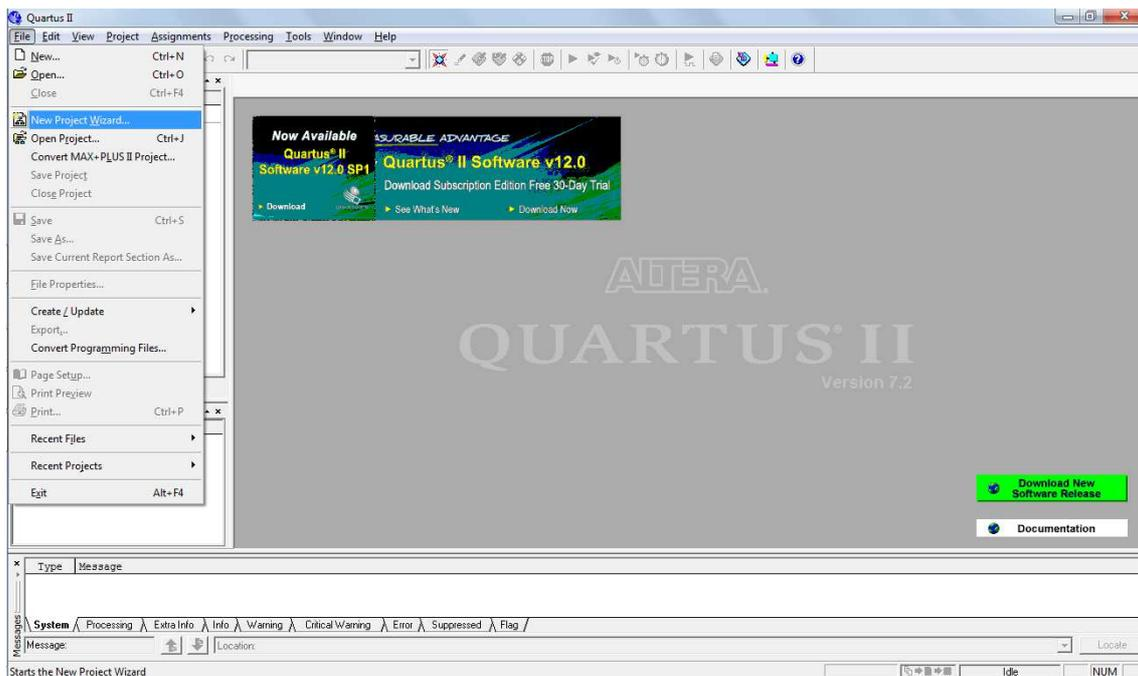 Quartus II
File Edit View Project Assignments Processing Tools Window Help
New... Ctrl+N
Open... Ctrl+O
Close Ctrl+F4
New Project Wizard...
Open Project... Ctrl+J
Convert MAX+PLUS II Project...
Save Project
Close Project
Save Ctrl+S
Save As...
Save Current Report Section As...
File Properties...
Create / Update
Export...
Convert Programming Files...
Page Setup...
Print Preview
Print... Ctrl+P
Recent Files
Recent Projects
Exit Alt+F4
Now Available
Quartus® II
Software v12.0 SP1
Download
ASURABLE ADVANTAGE
Quartus® II Software v12.0
Download Subscription Edition Free 30-Day Trial
See What's New Download Now
ALTERA.
QUARTUS® II
Version 7.2
Download New
Software Release
Documentation
Type Message
System Processing Extra Info Info Warning Critical Warning Error Suppressed Flag
Messages
Message: Location: Locate
Starts the New Project Wizard Idle NUM